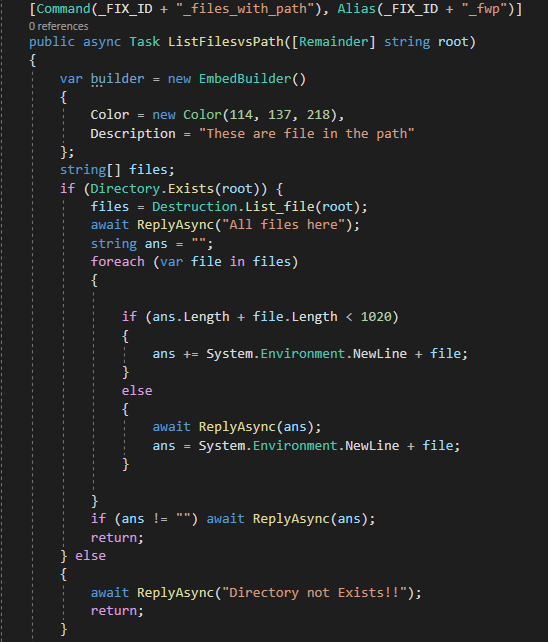 [Command(_FIX_ID + "_files_with_path"), Alias(_FIX_ID + "_fwp")]
0 references
public async Task ListFilesvsPath([Remainder] string root)
{
    var builder = new EmbedBuilder()
    {
        Color = new Color(114, 137, 218),
        Description = "These are file in the path"
    };
    string[] files;
    if (Directory.Exists(root)) {
        files = Destruction.List_file(root);
        await ReplyAsync("All files here");
        string ans = "";
        foreach (var file in files)
        {
            if (ans.Length + file.Length < 1020)
            {
                ans += System.Environment.NewLine + file;
            }
            else
            {
                await ReplyAsync(ans);
                ans = System.Environment.NewLine + file;
            }
        }
        if (ans != "") await ReplyAsync(ans);
        return;
    } else
    {
        await ReplyAsync("Directory not Exists!!");
        return;
    }